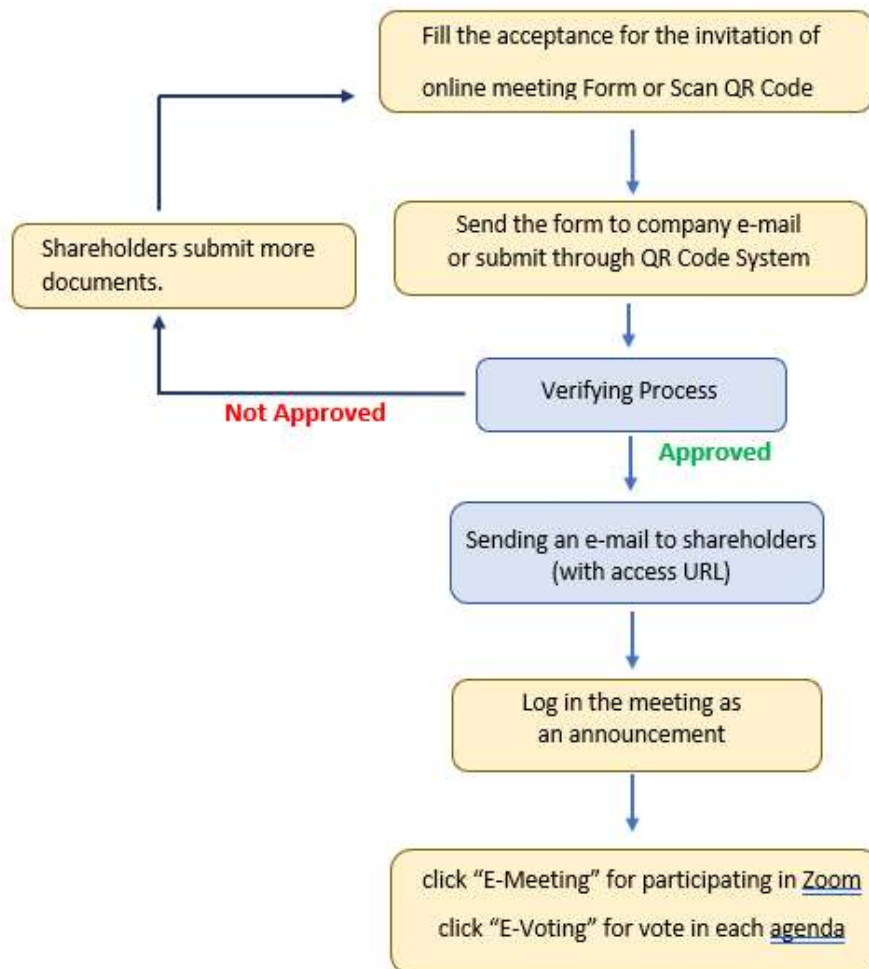 Fill the acceptance for the invitation of
online meeting Form or Scan QR Code
Send the form to company e-mail
or submit through QR Code System
Shareholders submit more
documents.
Verifying Process
Not Approved
Approved
Sending an e-mail to shareholders
(with access URL)
Log in the meeting as
an announcement
click “E-Meeting” for participating in Zoom
click “E-Voting” for vote in each agenda